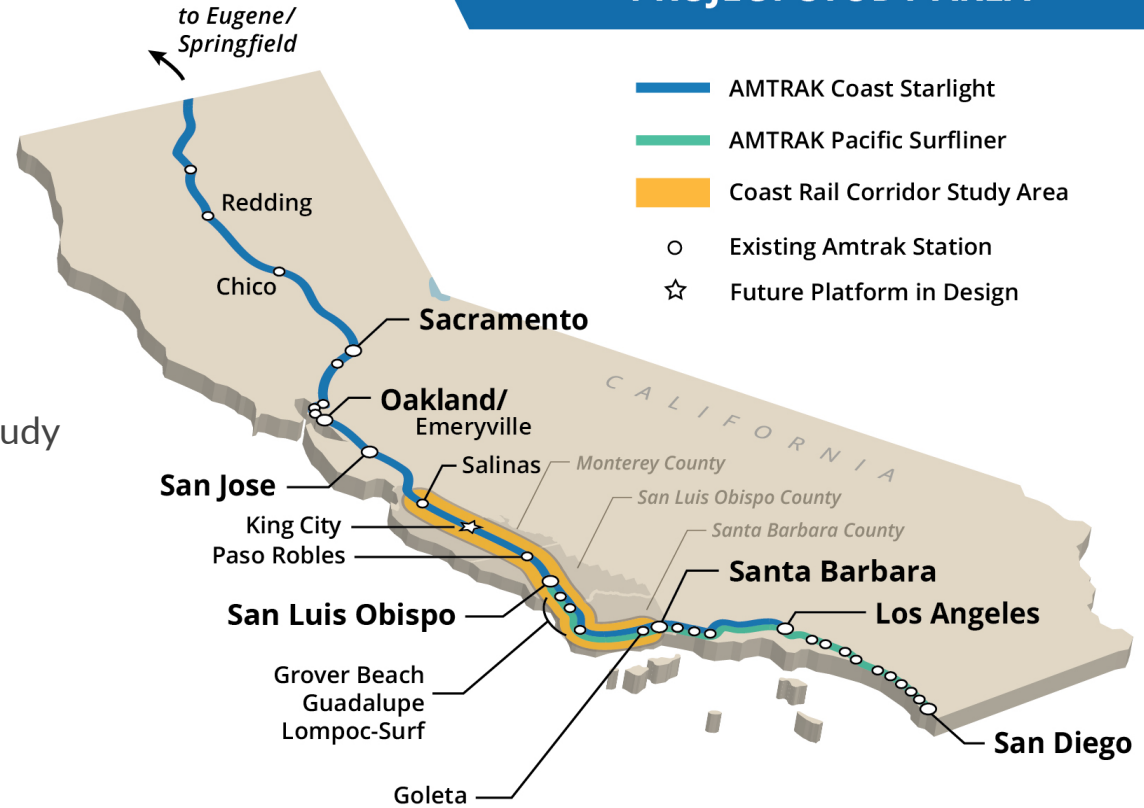 PROJECT STUDY AREA
to Eugene/
Springfield
AMTRAK Coast Starlight
AMTRAK Pacific Surfliner
Coast Rail Corridor Study Area
Existing Amtrak Station
Future Platform in Design
Redding
Chico
Sacramento
CALIFORNIA
Oakland/
Emeryville
udy
San Jose
Salinas
Monterey County
San Luis Obispo County
Santa Barbara County
King City
Paso Robles
San Luis Obispo
Santa Barbara
Los Angeles
Grover Beach
Guadalupe
Lompoc-Surf
San Diego
Goleta